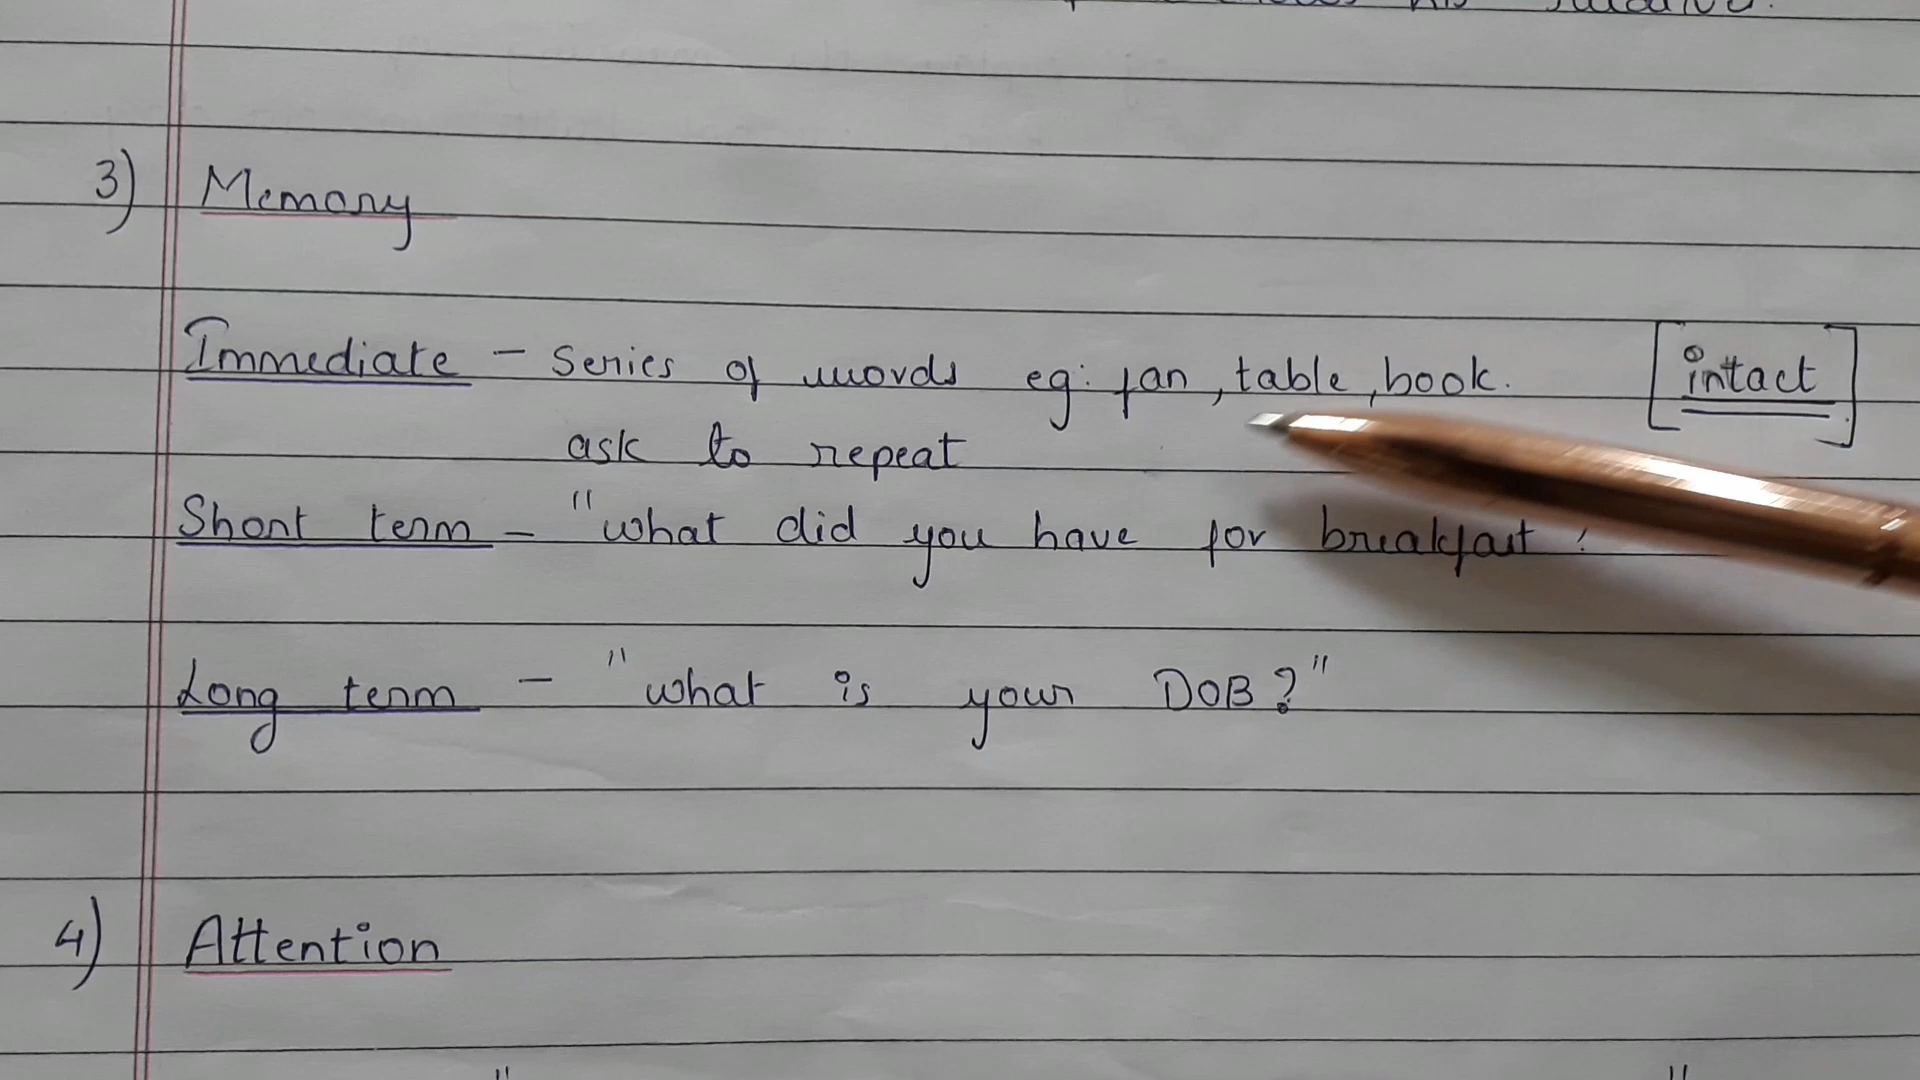 3) Memory
Immediate - Series of words eg: fan, table, book. [intact]
ask to repeat
Short term - "what did you have for breakfast
Long term - "what is your DOB?"
4) Attention